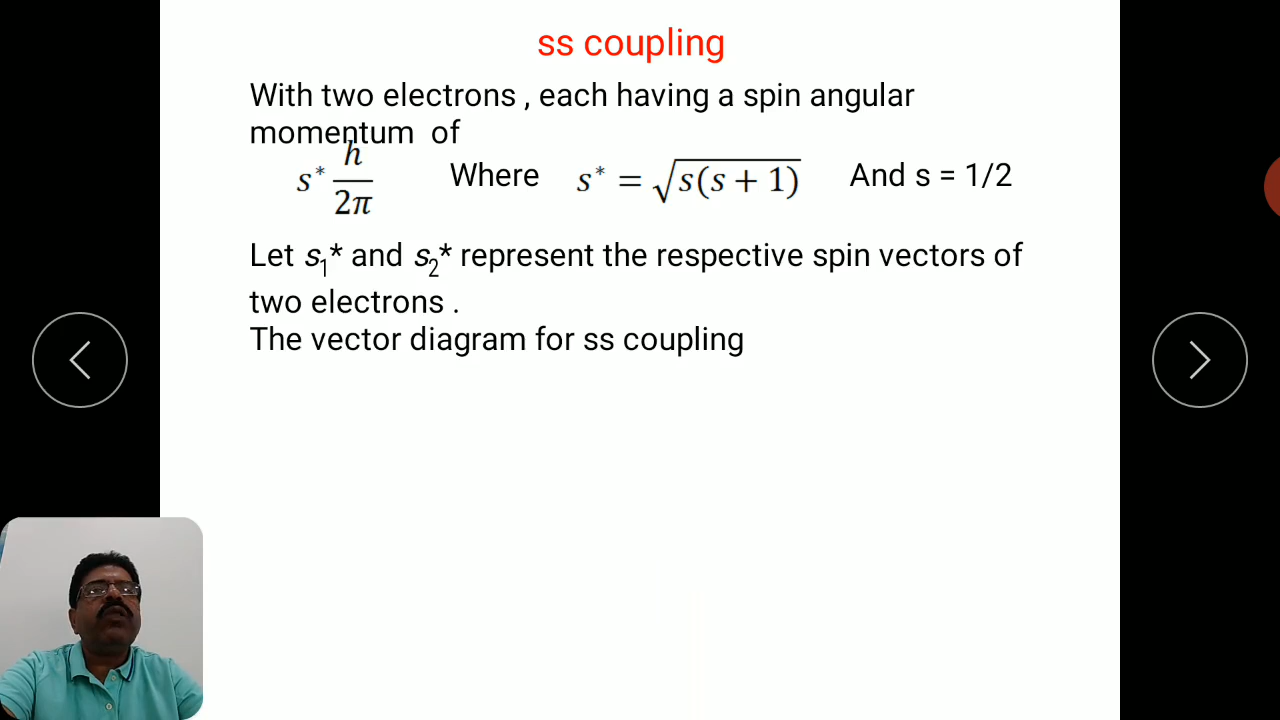 ss coupling
With two electrons , each having a spin angular
momentum of
s* h/2π Where s* = √s(s + 1) And s = 1/2
Let s₁* and s₂* represent the respective spin vectors of
two electrons .
The vector diagram for ss coupling